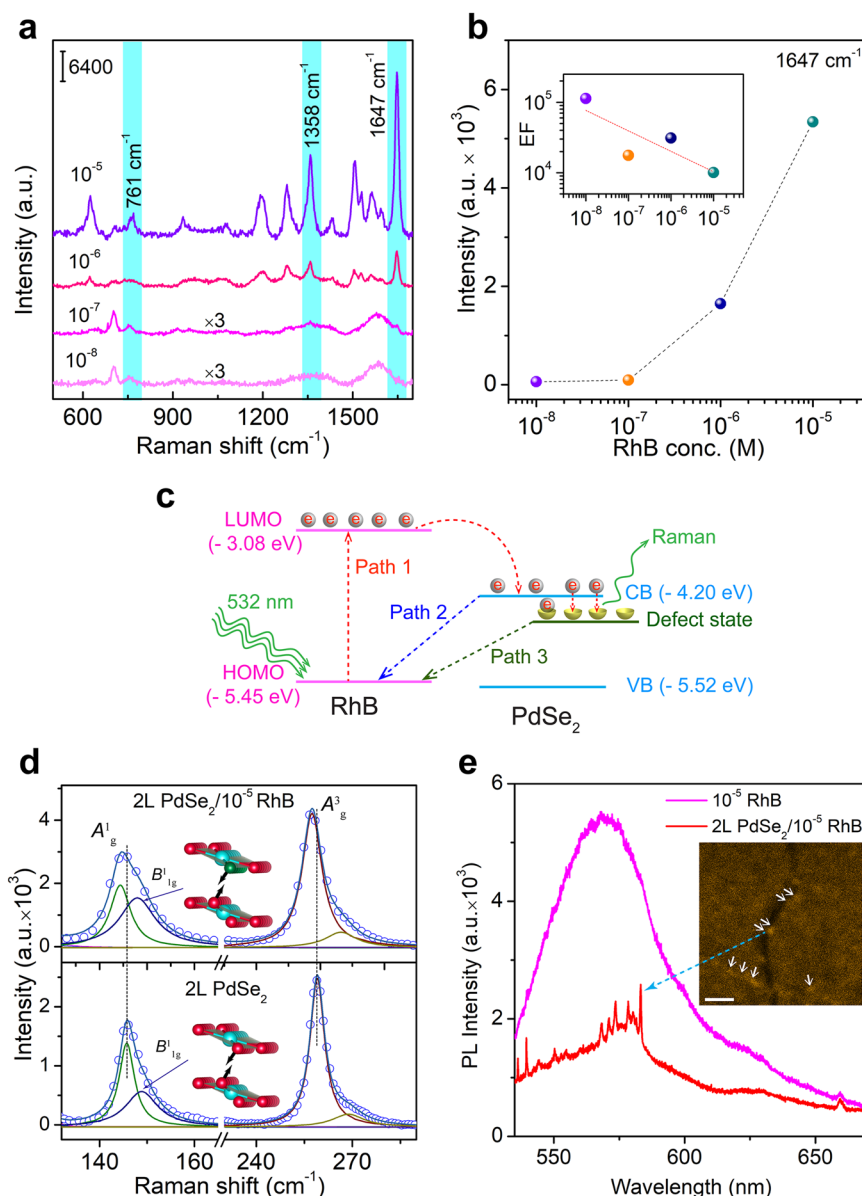 a
6400
761 cm⁻¹
1358 cm⁻¹
1647 cm⁻¹
10⁻⁵
10⁻⁶
10⁻⁷
×3
10⁻⁸
×3
Intensity (a.u.)
600 900 1200 1500
Raman shift (cm⁻¹)
b
1647 cm⁻¹
Intensity (a.u. × 10³)
6
4
2
0
10⁻⁸ 10⁻⁷ 10⁻⁶ 10⁻⁵
RhB conc. (M)
EF
10⁵
10⁴
10⁻⁸ 10⁻⁷ 10⁻⁶ 10⁻⁵
c
LUMO
(- 3.08 eV)
e e e e e
Path 1
Raman
532 nm
Path 2
e e e e
e
CB (- 4.20 eV)
Defect state
Path 3
HOMO
(- 5.45 eV)
RhB
VB (- 5.52 eV)
PdSe₂
d
2L PdSe₂/10⁻⁵ RhB
A¹g
B¹1g
A³g
4
2
0
2L PdSe₂
B¹1g
2
1
0
Intensity (a.u.×10³)
140 160 240 270
Raman shift (cm⁻¹)
e
10⁻⁵ RhB
2L PdSe₂/10⁻⁵ RhB
PL Intensity (a.u.×10³)
6
4
2
0
550 600 650
Wavelength (nm)